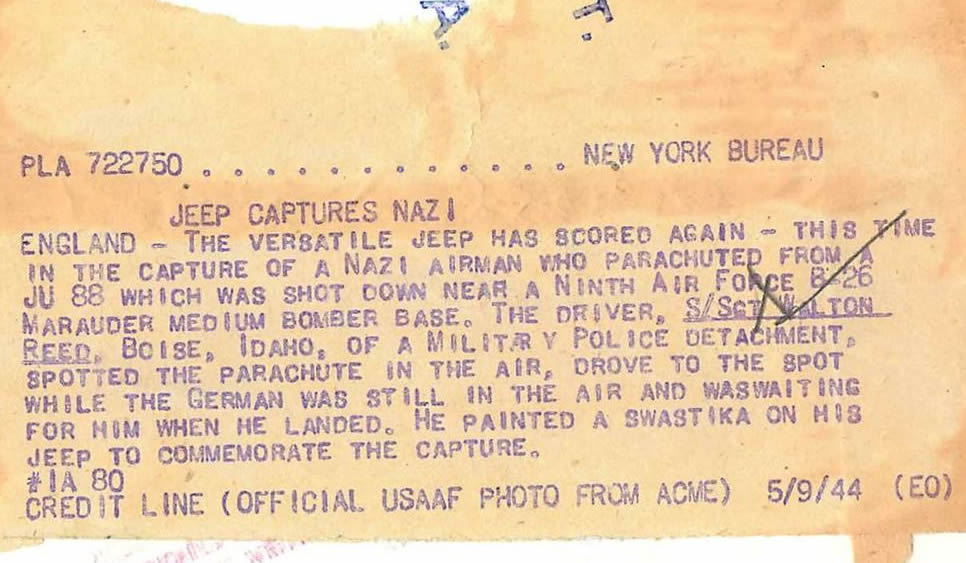 A. T.
PLA 722750 . . . . . . . . . . . . . . NEW YORK BUREAU
JEEP CAPTURES NAZI
ENGLAND - THE VERSATILE JEEP HAS SCORED AGAIN - THIS TIME
IN THE CAPTURE OF A NAZI AIRMAN WHO PARACHUTED FROM A
JU 88 WHICH WAS SHOT DOWN NEAR A NINTH AIR FORCE B-26
MARAUDER MEDIUM BOMBER BASE. THE DRIVER, S/SGT WELTON
REED, BOISE, IDAHO, OF A MILITARY POLICE DETACHMENT,
SPOTTED THE PARACHUTE IN THE AIR, DROVE TO THE SPOT
WHILE THE GERMAN WAS STILL IN THE AIR AND WASWAITING
FOR HIM WHEN HE LANDED. HE PAINTED A SWASTIKA ON HIS
JEEP TO COMMEMORATE THE CAPTURE.
#IA 80
CREDIT LINE (OFFICIAL USAAF PHOTO FROM ACME) 5/9/44 (EO)